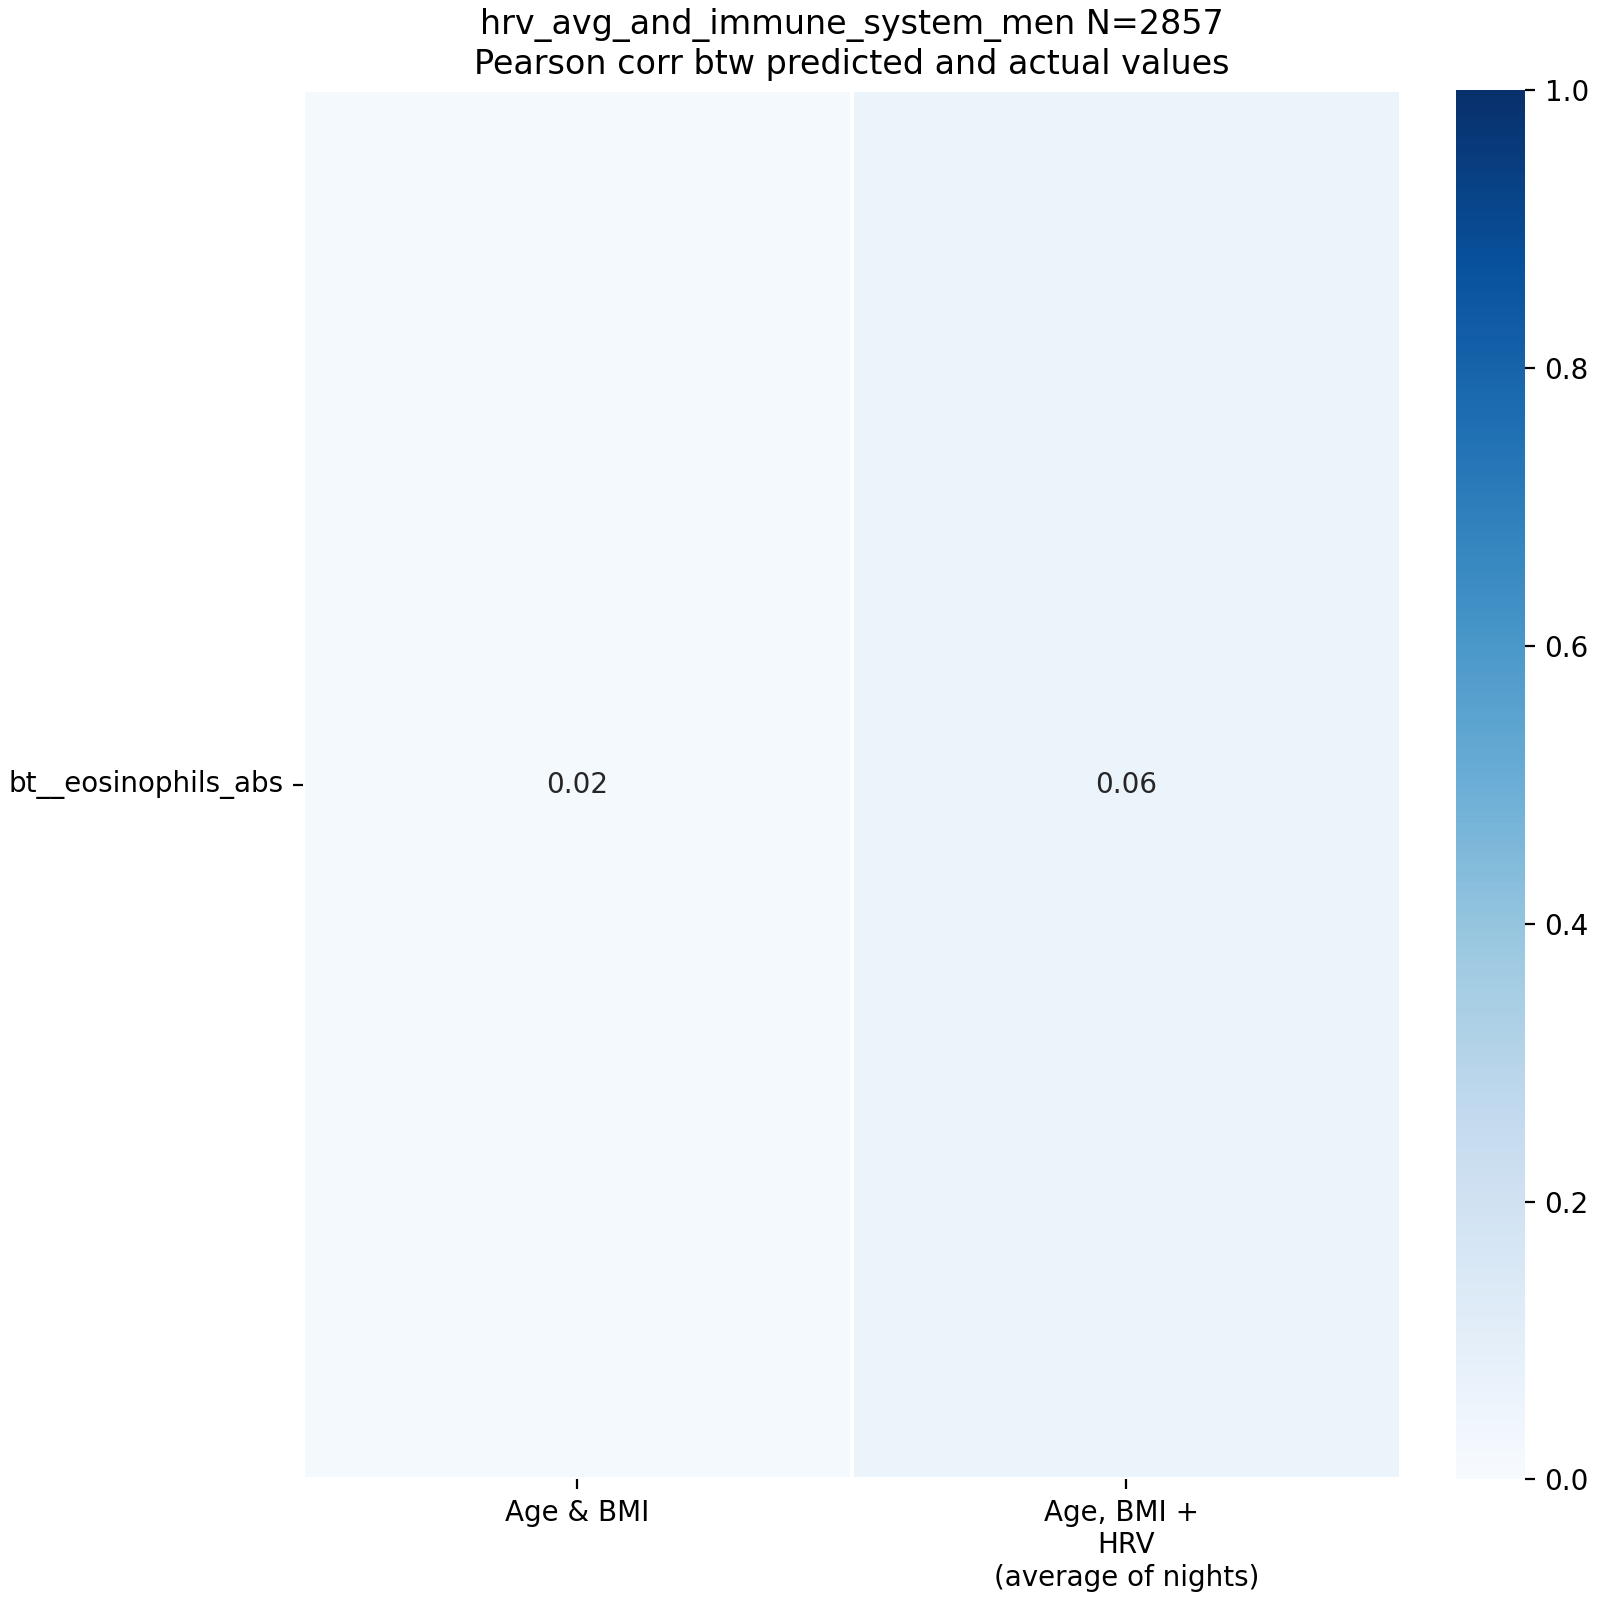 hrv_avg_and_immune_system_men N=2857
Pearson corr btw predicted and actual values
bt__eosinophils_abs
0.02
0.06
Age & BMI
Age, BMI +
HRV
(average of nights)
1.0
0.8
0.6
0.4
0.2
0.0